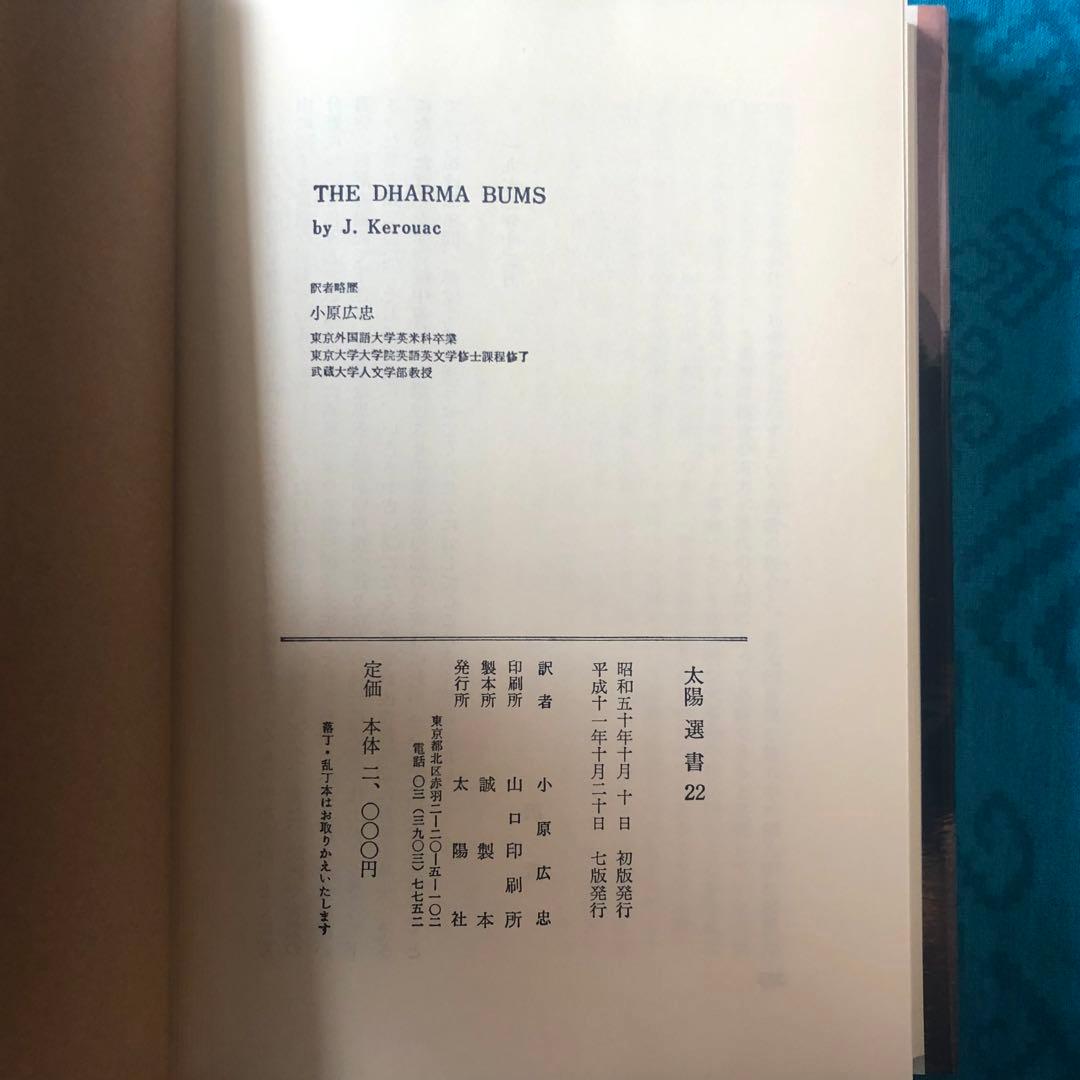 THE DHARMA BUMS
by J. Kerouac
訳者略歴
小原広忠
東京外国語大学英米科卒業
東京大学大学院英語英文学修士課程修了
武蔵大学人文学部教授
太陽選書 22
昭和五十年十月 十 日 初版発行
平成十一年十月二十日 七版発行
訳者 小原広忠
印刷所 山口印刷所
製本所 誠製本
発行所 太陽社
東京都北区赤羽二ー二〇ー五ー一〇二
電話 〇三(三九〇三)七七五二
定価 本体 二、〇〇〇円
落丁・乱丁本はお取りかえいたします